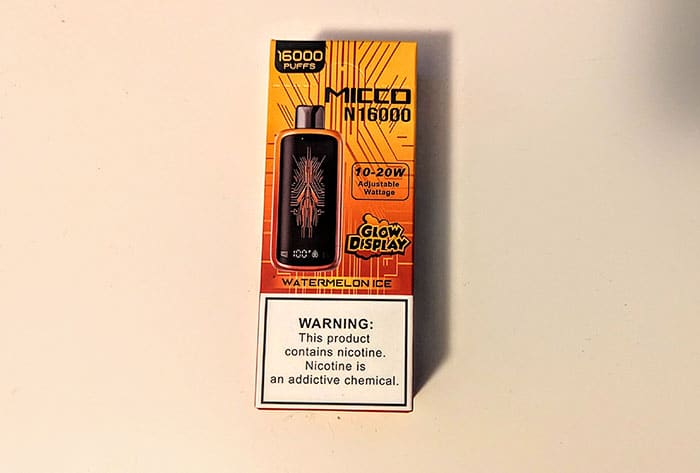 16000
PUFFS
MICCO
N16000
10-20W
Adjustable
Wattage
GLOW
DISPLAY
100
WATERMELON ICE
WARNING:
This product
contains nicotine.
Nicotine is
an addictive chemical.